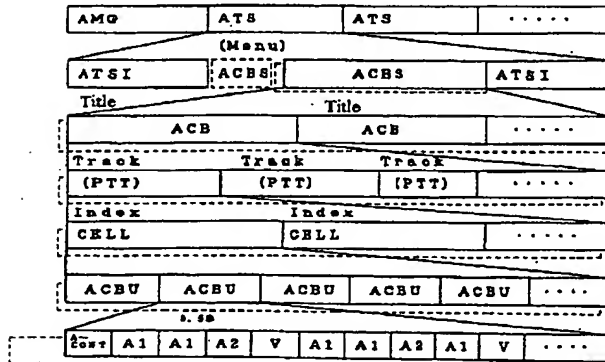 AMG ATS ATS ·····
(Menu)
ATSI ACBS ACBS ATSI
Title Title
ACB ACB ·····
Track Track Track
(PTT) (PTT) (PTT) ·····
Index Index
CELL CELL ·····
ACBU ACBU ACBU ACBU ACBU ····
A- CONT A1 A1 A2 V A1 A1 A2 A1 V ····